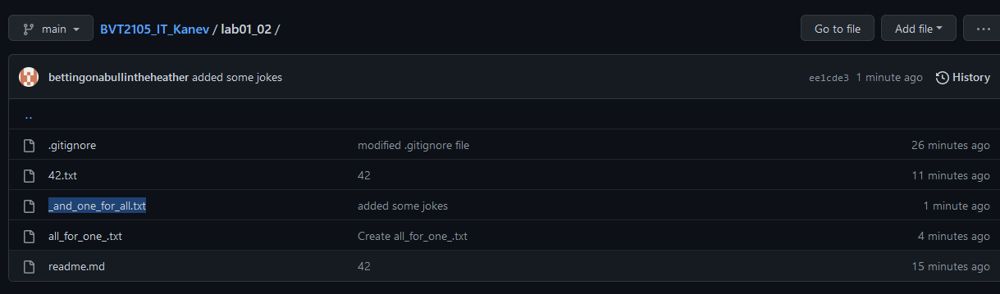 main BVT2105_IT_Kanev / lab01_02 / Go to file Add file ...
bettingonabullintheheather added some jokes ee1cde3 1 minute ago History
..
.gitignore modified .gitignore file 26 minutes ago
42.txt 42 11 minutes ago
_and_one_for_all.txt added some jokes 1 minute ago
all_for_one_.txt Create all_for_one_.txt 4 minutes ago
readme.md 42 15 minutes ago